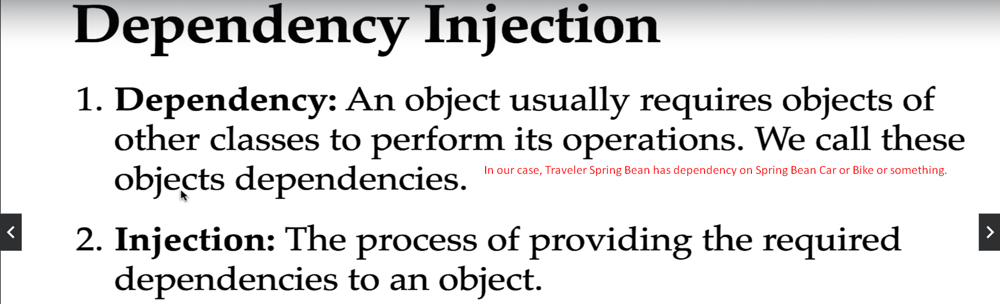 Dependency Injection
1. Dependency: An object usually requires objects of
other classes to perform its operations. We call these
objects dependencies.
In our case, Traveler Spring Bean has dependency on Spring Bean Car or Bike or something.
2. Injection: The process of providing the required
dependencies to an object.